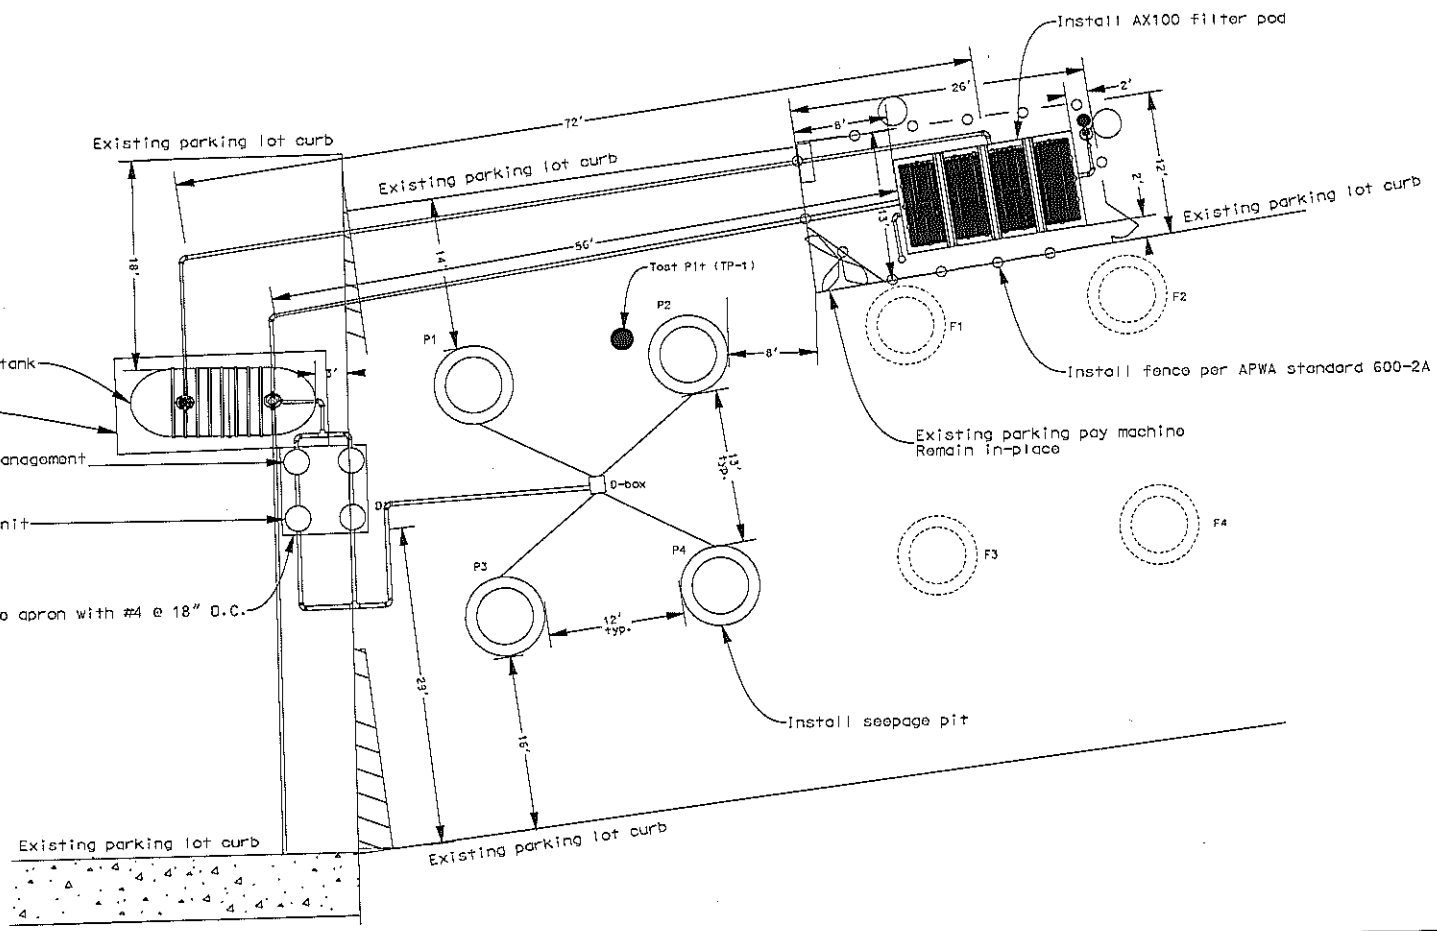 Install AX100 filter pod
26'
2'
72'
8'
Existing parking lot curb
Existing parking lot curb
12'
2'
Existing parking lot curb
18'
14'
56'
13'
Test Pit (TP-1)
P2
F2
P1
F1
tank
3'
8'
Install fence per APWA standard 600-2A
Existing parking pay machine
Remain in-place
anagement
13'
typ.
D-box
nit
F4
P4
F3
P3
o apron with #4 @ 18" O.C.
12'
typ.
29'
Install seepage pit
16'
Existing parking lot curb
Existing parking lot curb